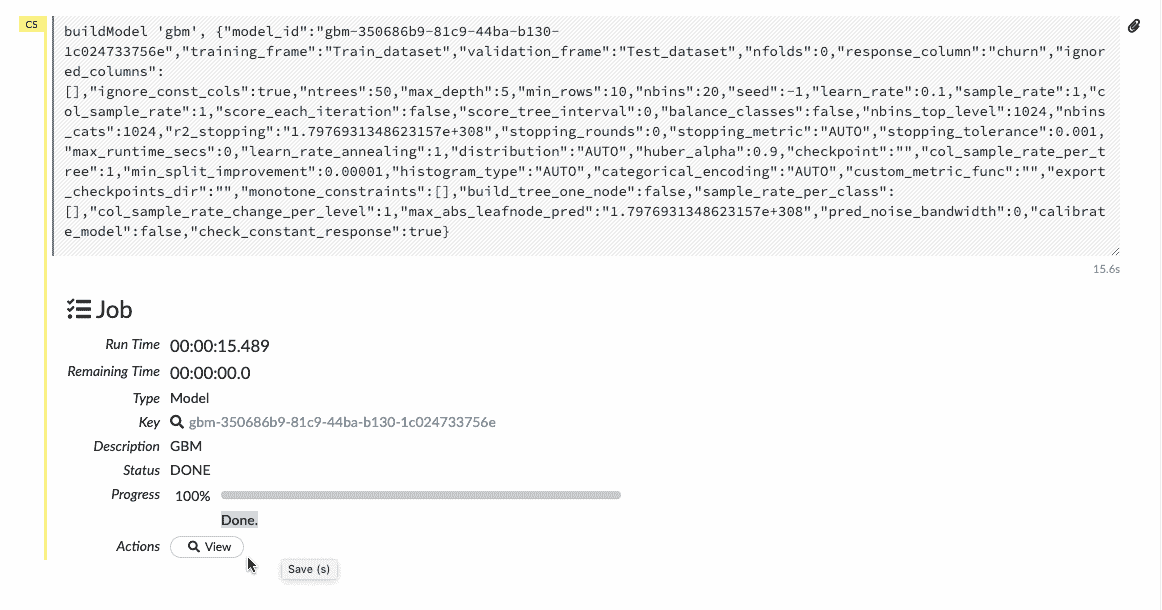 CS
buildModel 'gbm', {"model_id":"gbm-350686b9-81c9-44ba-b130-
1c024733756e","training_frame":"Train_dataset","validation_frame":"Test_dataset","nfolds":0,"response_column":"churn","ignor
ed_columns":
[],"ignore_const_cols":true,"ntrees":50,"max_depth":5,"min_rows":10,"nbins":20,"seed":-1,"learn_rate":0.1,"sample_rate":1,"c
ol_sample_rate":1,"score_each_iteration":false,"score_tree_interval":0,"balance_classes":false,"nbins_top_level":1024,"nbins
_cats":1024,"r2_stopping":"1.7976931348623157e+308","stopping_rounds":0,"stopping_metric":"AUTO","stopping_tolerance":0.001,
"max_runtime_secs":0,"learn_rate_annealing":1,"distribution":"AUTO","huber_alpha":0.9,"checkpoint":"","col_sample_rate_per_t
ree":1,"min_split_improvement":0.00001,"histogram_type":"AUTO","categorical_encoding":"AUTO","custom_metric_func":"","export
_checkpoints_dir":"","monotone_constraints":[],"build_tree_one_node":false,"sample_rate_per_class":
[],"col_sample_rate_change_per_level":1,"max_abs_leafnode_pred":"1.7976931348623157e+308","pred_noise_bandwidth":0,"calibrat
e_model":false,"check_constant_response":true}
15.6s
Job
Run Time 00:00:15.489
Remaining Time 00:00:00.0
Type Model
Key gbm-350686b9-81c9-44ba-b130-1c024733756e
Description GBM
Status DONE
Progress 100%
Done.
Actions View
Save (s)